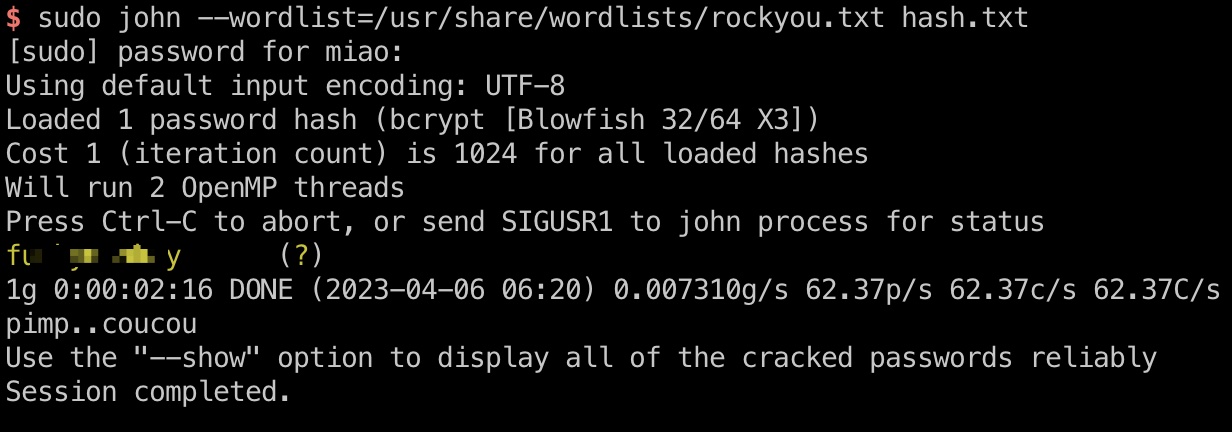 $ sudo john --wordlist=/usr/share/wordlists/rockyou.txt hash.txt
[sudo] password for miao:
Using default input encoding: UTF-8
Loaded 1 password hash (bcrypt [Blowfish 32/64 X3])
Cost 1 (iteration count) is 1024 for all loaded hashes
Will run 2 OpenMP threads
Press Ctrl-C to abort, or send SIGUSR1 to john process for status
(?)
1g 0:00:02:16 DONE (2023-04-06 06:20) 0.007310g/s 62.37p/s 62.37c/s 62.37C/s
pimp..coucou
Use the "--show" option to display all of the cracked passwords reliably
Session completed.